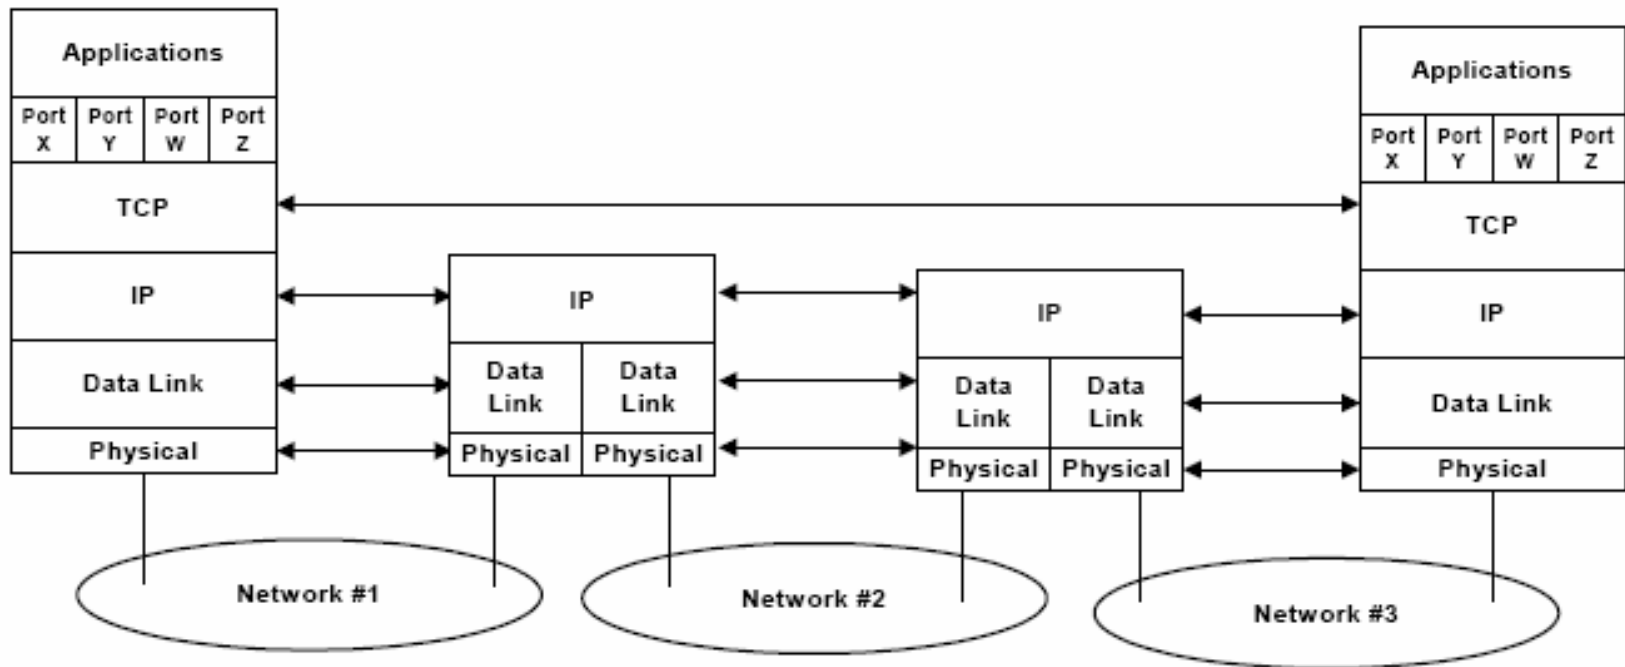 Applications
Port X
Port Y
Port W
Port Z
TCP
IP
Data Link
Physical
IP
Data Link
Data Link
Physical
Physical
IP
Data Link
Data Link
Physical
Physical
Applications
Port X
Port Y
Port W
Port Z
TCP
IP
Data Link
Physical
Network #1
Network #2
Network #3